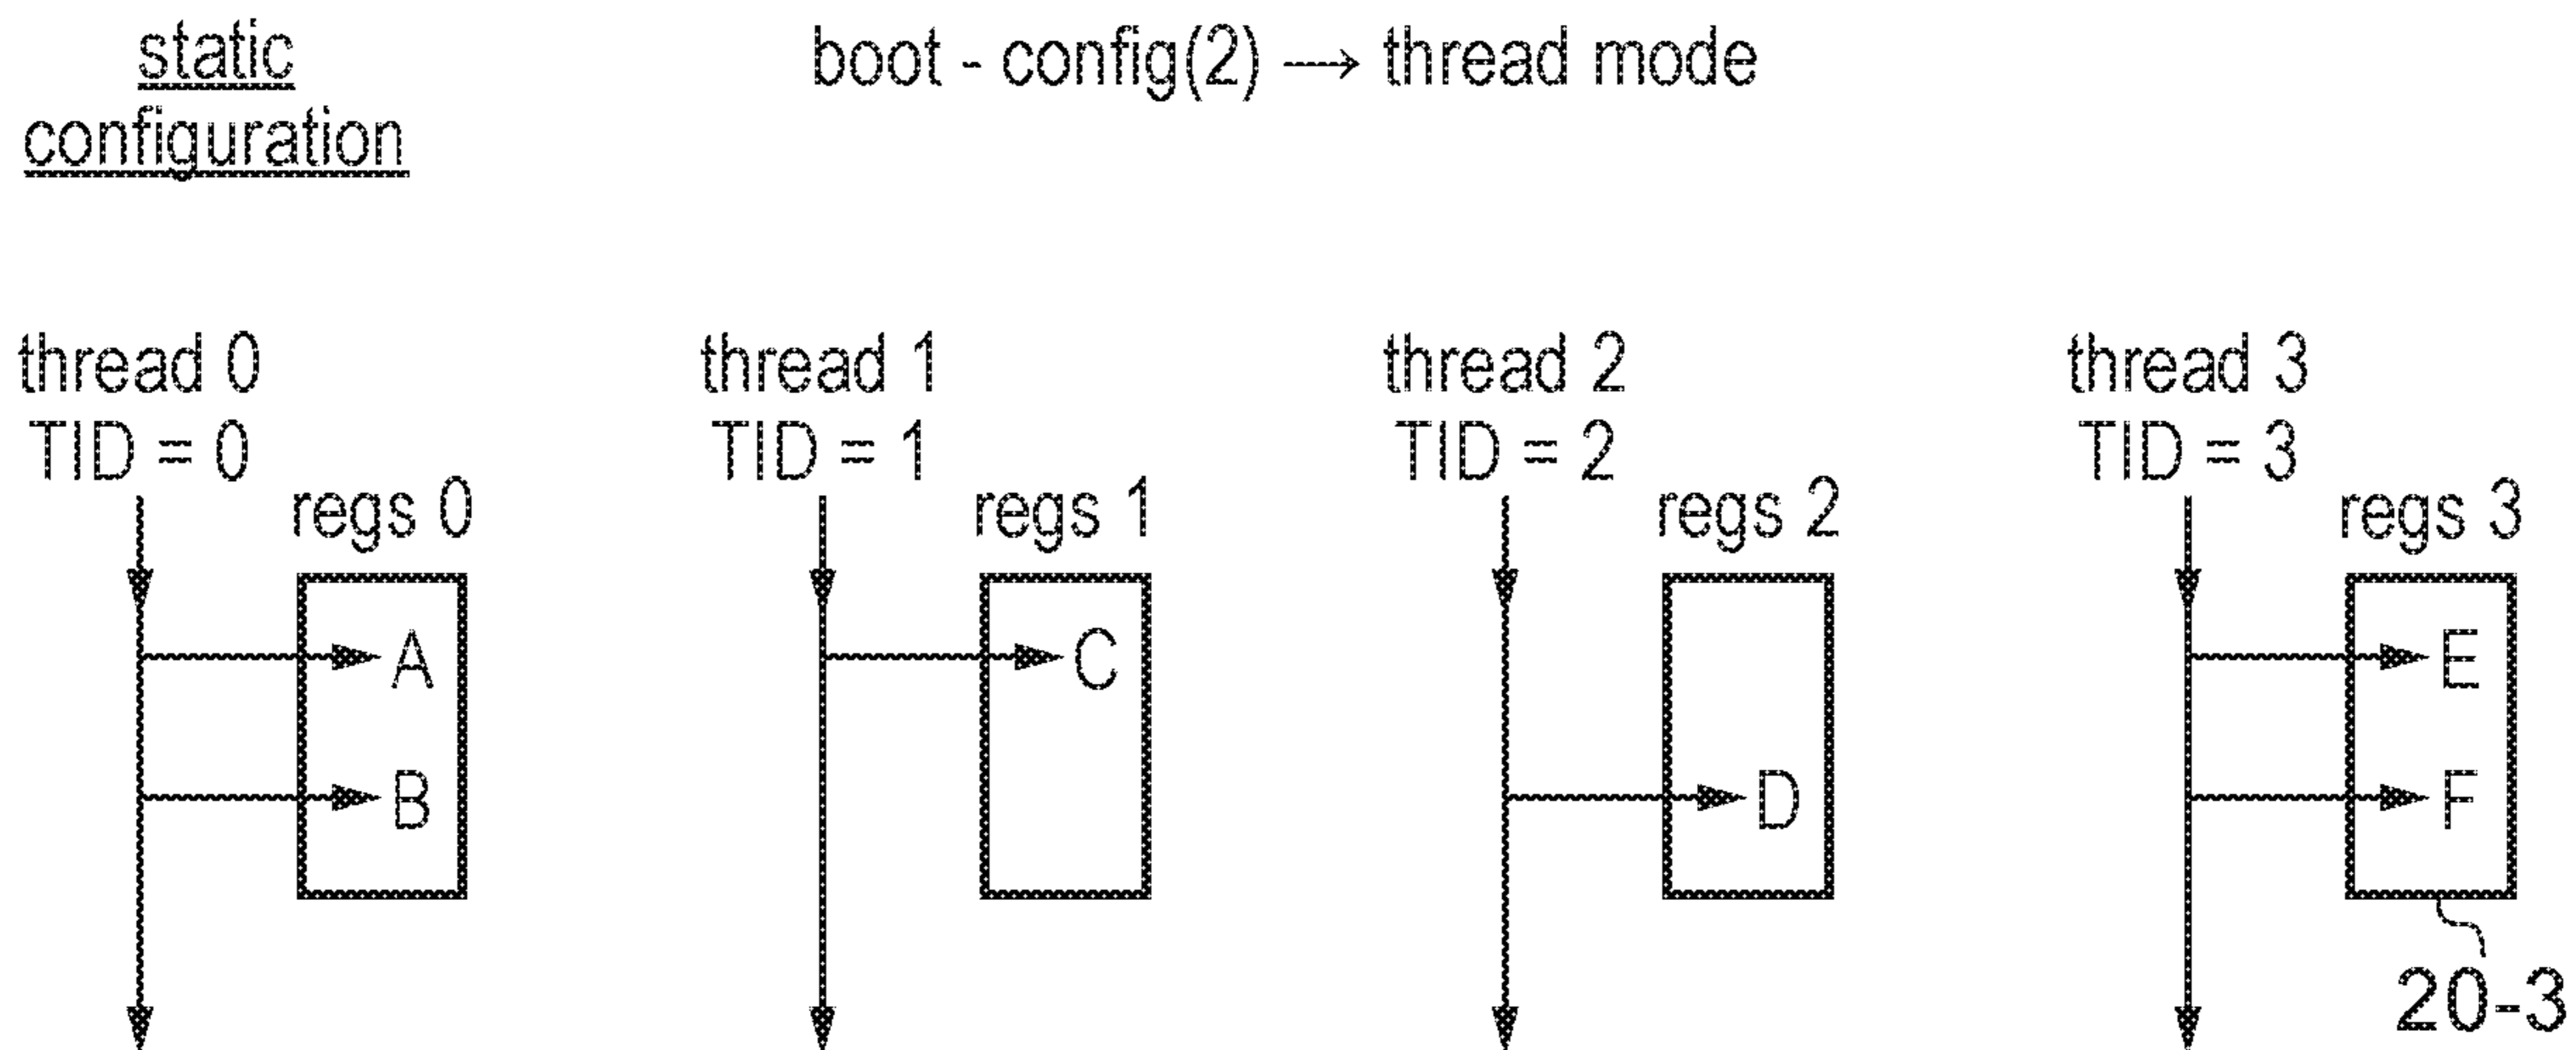 static
configuration
boot - config(2) → thread mode
thread 0
TID = 0
regs 0
A
B
thread 1
TID = 1
regs 1
C
thread 2
TID = 2
regs 2
D
thread 3
TID = 3
regs 3
E
F
20-3